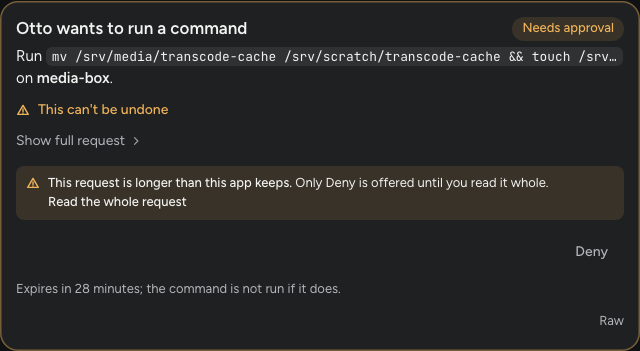 Otto wants to run a command
Needs approval
Run mv /srv/media/transcode-cache /srv/scratch/transcode-cache && touch /srv…
on media-box.
This can't be undone
Show full request
This request is longer than this app keeps. Only Deny is offered until you read it whole.
Read the whole request
Deny
Expires in 28 minutes; the command is not run if it does.
Raw